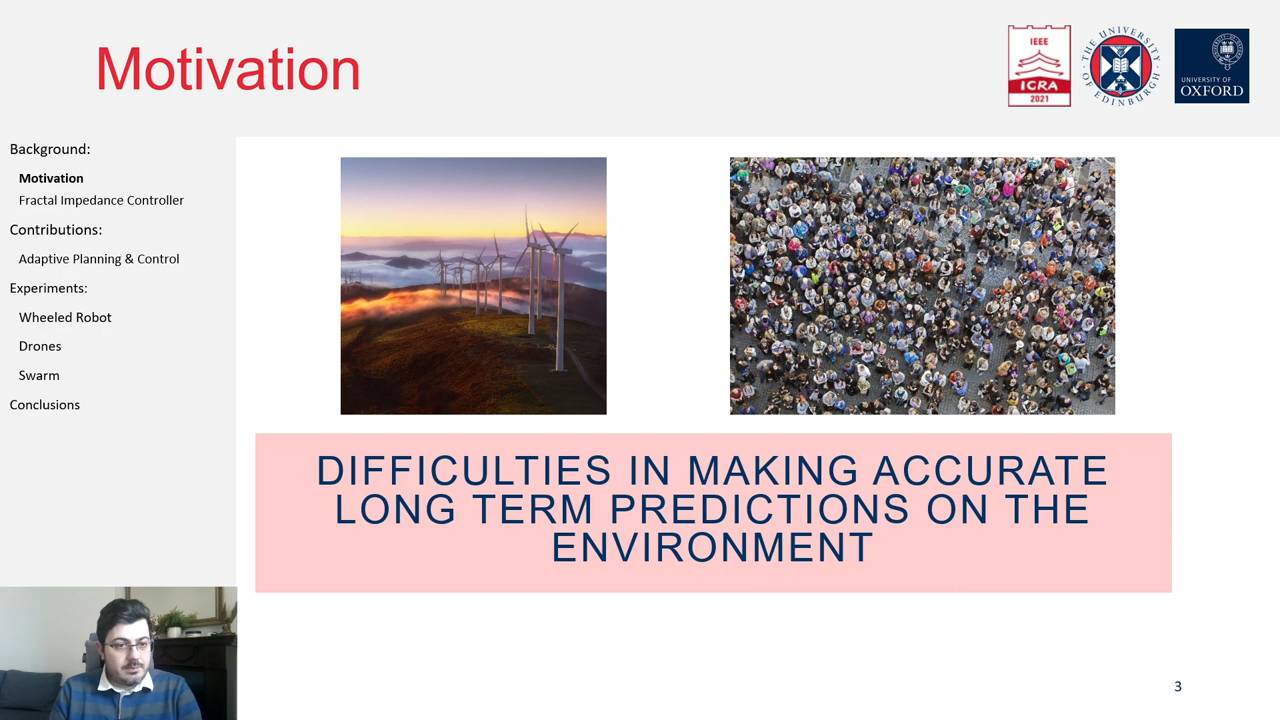 Motivation
IEEE
ICRA
2021
THE UNIVERSITY OF EDINBURGH
UNIVERSITY OF
OXFORD
Background:
Motivation
Fractal Impedance Controller
Contributions:
Adaptive Planning & Control
Experiments:
Wheeled Robot
Drones
Swarm
Conclusions
DIFFICULTIES IN MAKING ACCURATE
LONG TERM PREDICTIONS ON THE
ENVIRONMENT
3